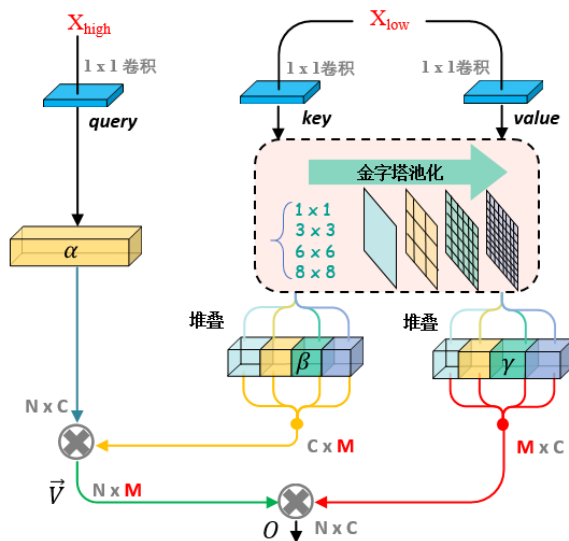 X_high
X_low
1 x 1 卷积
1 x 1卷积
1 x 1卷积
query
key
value
金字塔池化
1 x 1
3 x 3
6 x 6
8 x 8
α
堆叠
堆叠
β
γ
N x C
C x M
M x C
V⃗
N x M
O
N x C